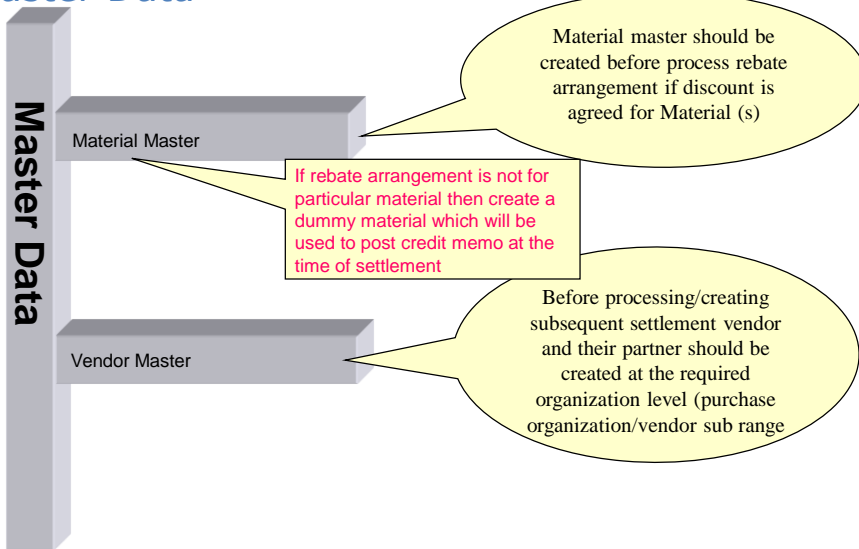 Master Data
Master Data
Material Master
Material master should be
created before process rebate
arrangement if discount is
agreed for Material (s)
If rebate arrangement is not for
particular material then create a
dummy material which will be
used to post credit memo at the
time of settlement
Vendor Master
Before processing/creating
subsequent settlement vendor
and their partner should be
created at the required
organization level (purchase
organization/vendor sub range